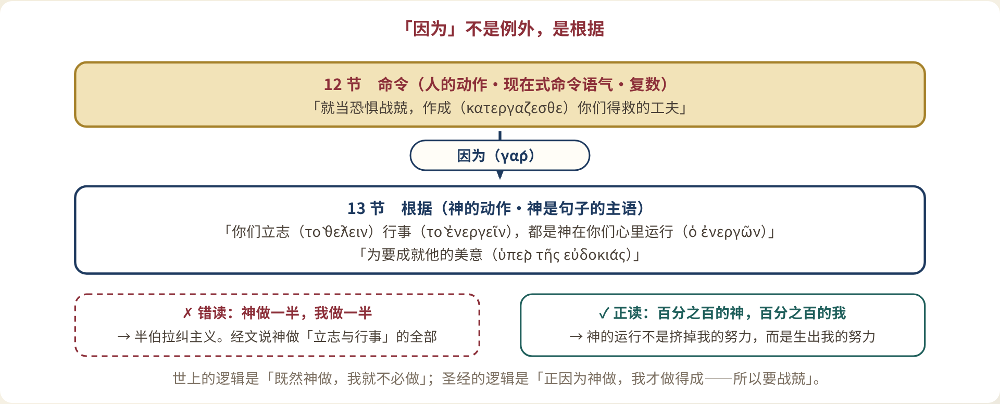 「因为」不是例外，是根据
12 节　命令（人的动作・现在式命令语气・复数）
「就当恐惧战兢，作成（κατεργαζεσθε）你们得救的工夫」
因为（γαρ́）
13 节　根据（神的动作・神是句子的主语）
「你们立志（το ̀θελ́ειν）行事（το ̀ἐνεργεῖν），都是神在你们心里运行（ὁ ἐνεργῶν）」
「为要成就他的美意（ὑπερ̀ τῆς εὐδοκιάς）」
✗ 错读：神做一半，我做一半
→ 半伯拉纠主义。经文说神做「立志与行事」的全部
✓ 正读：百分之百的神，百分之百的我
→ 神的运行不是挤掉我的努力，而是生出我的努力
世上的逻辑是「既然神做，我就不必做」；圣经的逻辑是「正因为神做，我才做得成——所以要战兢」。